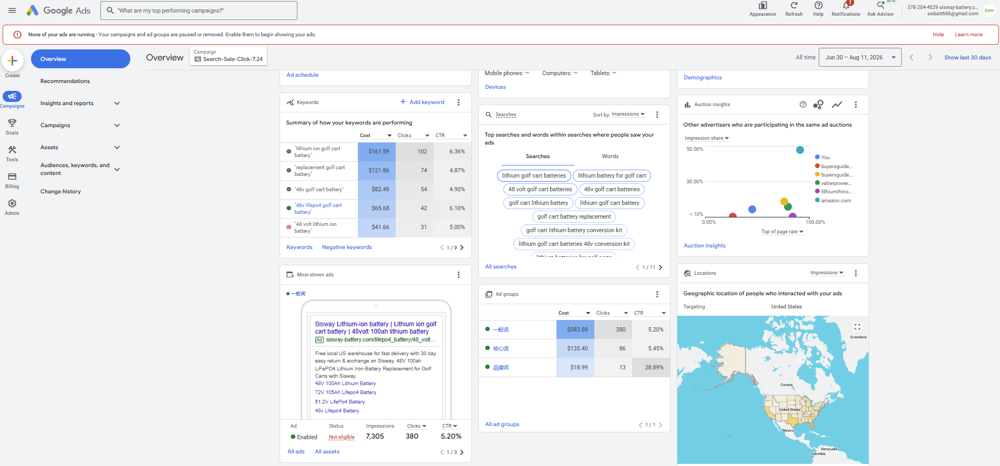 Google Ads
"What are my top performing campaigns?"
Appearance
Refresh
Help
Notifications
BETA
Ask Advisor
378-204-4029 sisway-battery.c...
swbatt666@gmail.com
None of your ads are running - Your campaigns and ad groups are paused or removed. Enable them to begin showing your ads.
Hide
Learn more
Create
Campaigns
Goals
Tools
Billing
Admin
Overview
Recommendations
Insights and reports
Campaigns
Assets
Audiences, keywords, and
content
Change history
Overview
Campaign
Search-Sale-Click-7.24
All time
Jun 30 – Aug 11, 2026
Show last 30 days
Ad schedule
Keywords
Add keyword
Summary of how your keywords are performing
Cost Clicks CTR
"lithium ion golf cart
battery" $161.59 102 6.36%
"replacement golf cart
battery" $121.86 74 4.87%
"48v golf cart battery" $82.49 54 4.90%
"48v lifepo4 golf cart
battery" $65.68 42 6.10%
"48 volt lithium ion
battery" $41.66 31 5.00%
Keywords Negative keywords 1 / 9
Most-shown ads
一般词
Sisway Lithium-ion battery | Lithium ion golf
cart battery | 48volt 100ah lithium battery
Ad sisway-battery.com/lifepo4_battery/48_volt...
Free local US warehouse for fast delivery with 30 day
easy return & exchange on Sisway. 48V 100ah
LiFePO4 Lithium Iron Battery Replacement for Golf
Carts with Sisway.
48V 100Ah Lithium Battery
72V 105Ah Lifepo4 Battery
51.2V LifePo4 Battery
48v Lifepo4 Battery
Ad Status Impressions Clicks CTR
Enabled Not eligible 7,305 380 5.20%
All ads All assets 1 / 3
Mobile phones: — Computers: — Tablets: —
Devices
Searches
Sort by: Impressions
Top searches and words within searches where people saw your
ads
Searches Words
lithium golf cart batteries lithium battery for golf cart
48 volt golf cart batteries 48v golf cart batteries
golf cart lithium battery lithium golf cart battery
golf cart battery replacement
golf cart lithium battery conversion kit
lithium golf cart batteries 48v conversion kit
lithium batteries for golf carts
All searches 1 / 11
Ad groups
Cost Clicks CTR
一般词 $583.88 380 5.20%
核心词 $135.40 86 5.45%
品牌词 $18.99 13 28.89%
All ad groups 1 / 1
Demographics
Auction insights
Other advertisers who are participating in the same ad auctions
Impression share
50.00%
30.00%
< 10%
0.00% 100.00%
Top of page rate
You
buyersguide...
buyersguide...
vatrerpower...
lithiumrhino...
amazon.com
Auction insights
Locations
Impressions
Geographic location of people who interacted with your ads
Targeting United States
Greenland
Canada
United States
Mexico
Venezuela
Colombia